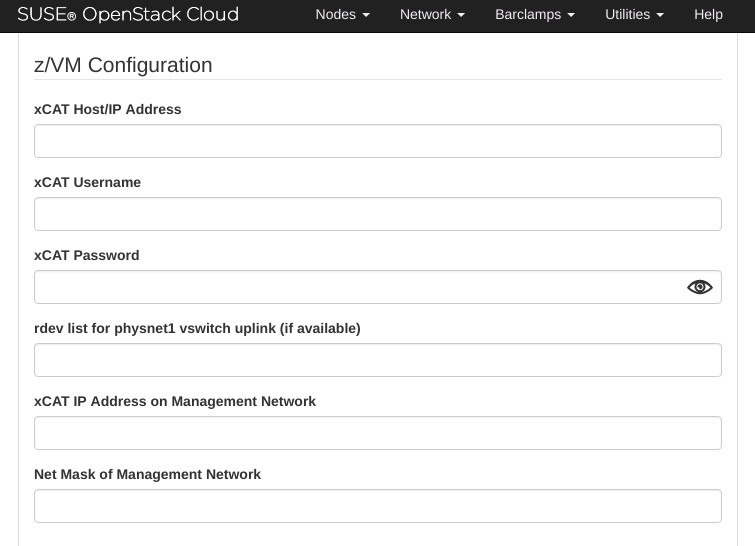 SUSE® OpenStack Cloud Nodes Network Barclamps Utilities Help
z/VM Configuration
xCAT Host/IP Address
xCAT Username
xCAT Password
rdev list for physnet1 vswitch uplink (if available)
xCAT IP Address on Management Network
Net Mask of Management Network